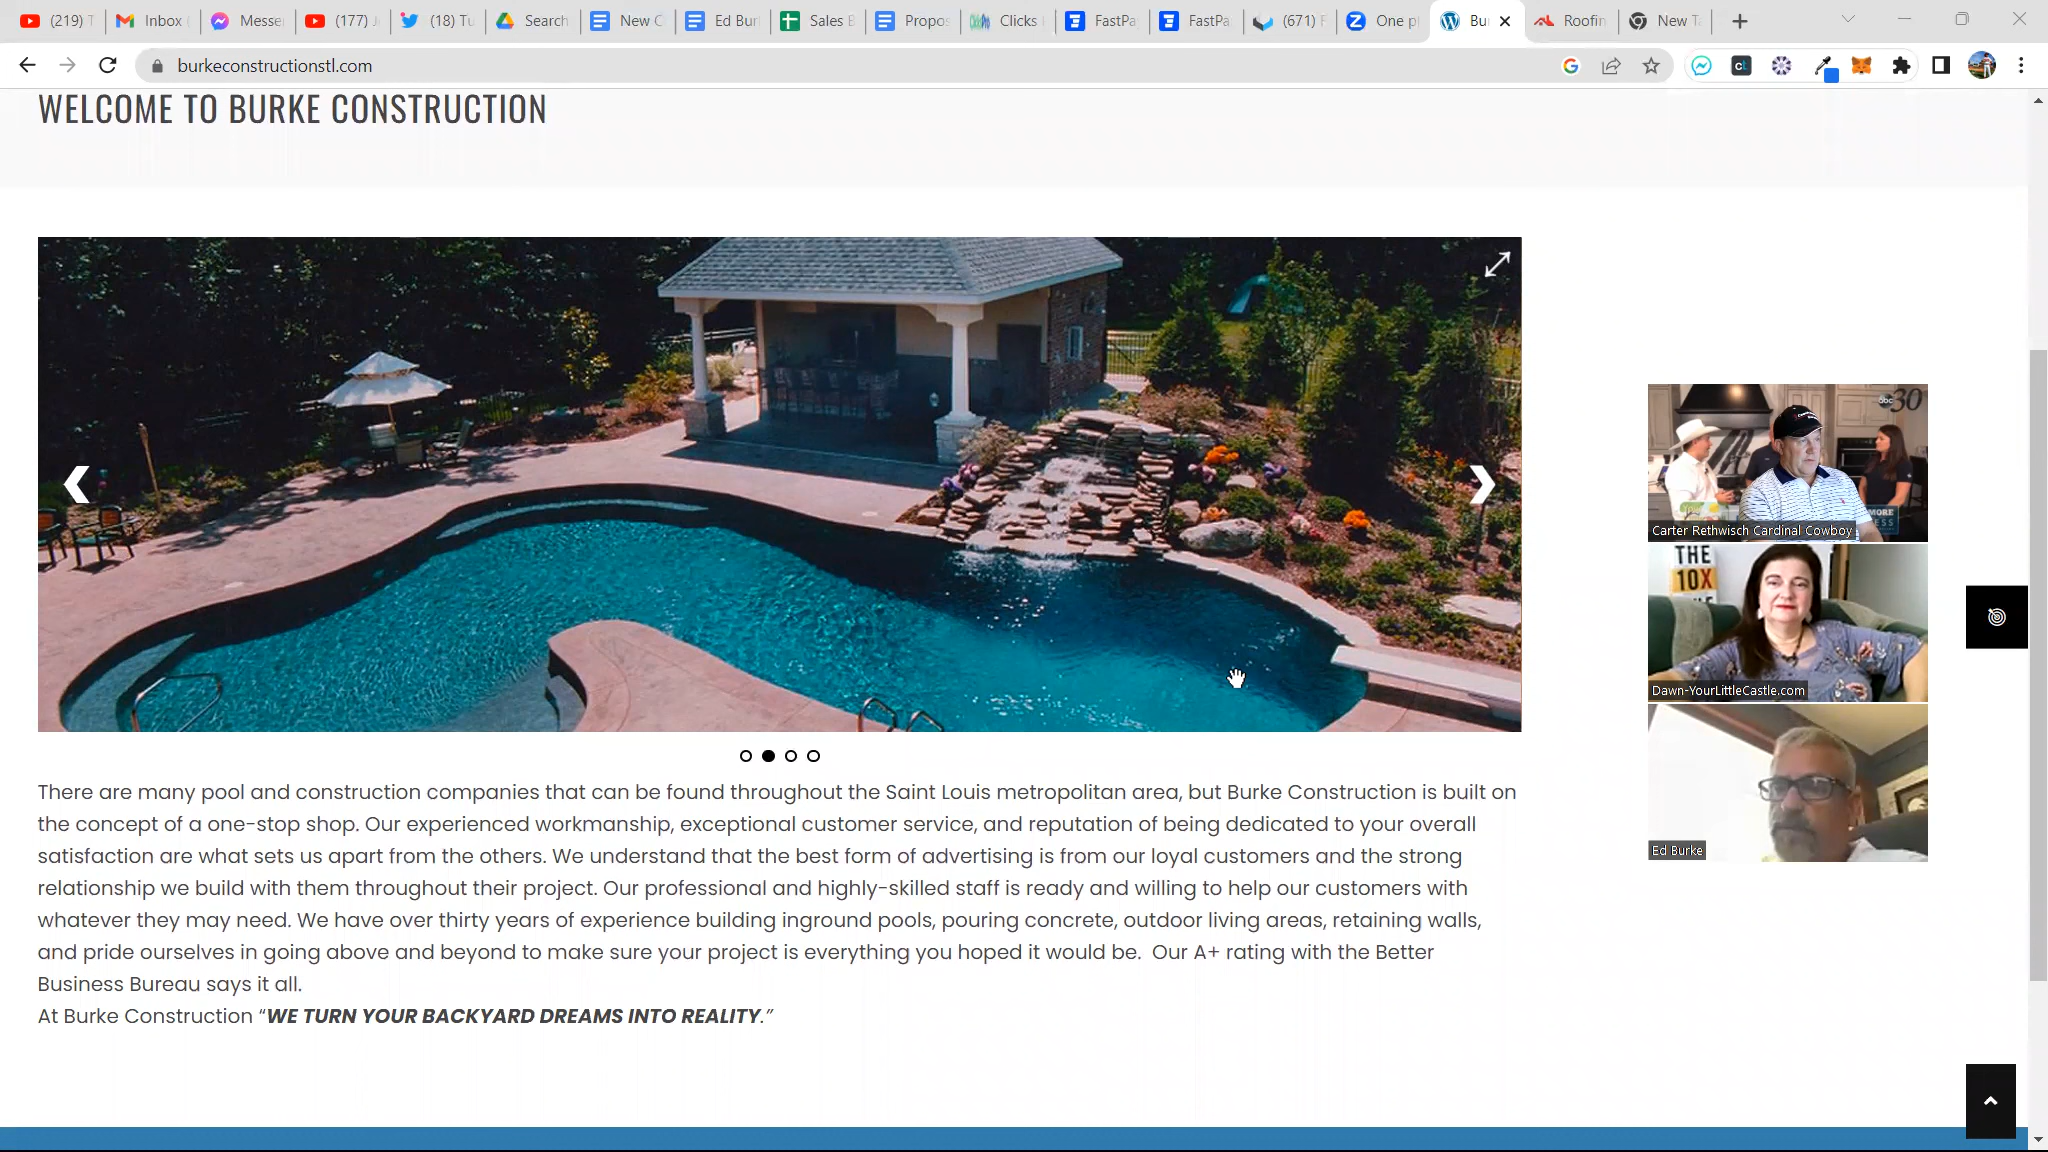 (219) T
Inbox
Messe
(177) J
(18) Tu
Search
New C
Ed Bur
Sales B
Propos
Clicks
FastPa
FastPa
(671) F
One p
Bu
Roofin
New Ta
burkeconstructionstl.com
WELCOME TO BURKE CONSTRUCTION
abc 30
MORE
Carter Rethwisch Cardinal Cowboy
THE
10X
Dawn-YourLittleCastle.com
Ed Burke
There are many pool and construction companies that can be found throughout the Saint Louis metropolitan area, but Burke Construction is built on
the concept of a one-stop shop. Our experienced workmanship, exceptional customer service, and reputation of being dedicated to your overall
satisfaction are what sets us apart from the others. We understand that the best form of advertising is from our loyal customers and the strong
relationship we build with them throughout their project. Our professional and highly-skilled staff is ready and willing to help our customers with
whatever they may need. We have over thirty years of experience building inground pools, pouring concrete, outdoor living areas, retaining walls,
and pride ourselves in going above and beyond to make sure your project is everything you hoped it would be.  Our A+ rating with the Better
Business Bureau says it all.
At Burke Construction “WE TURN YOUR BACKYARD DREAMS INTO REALITY.”